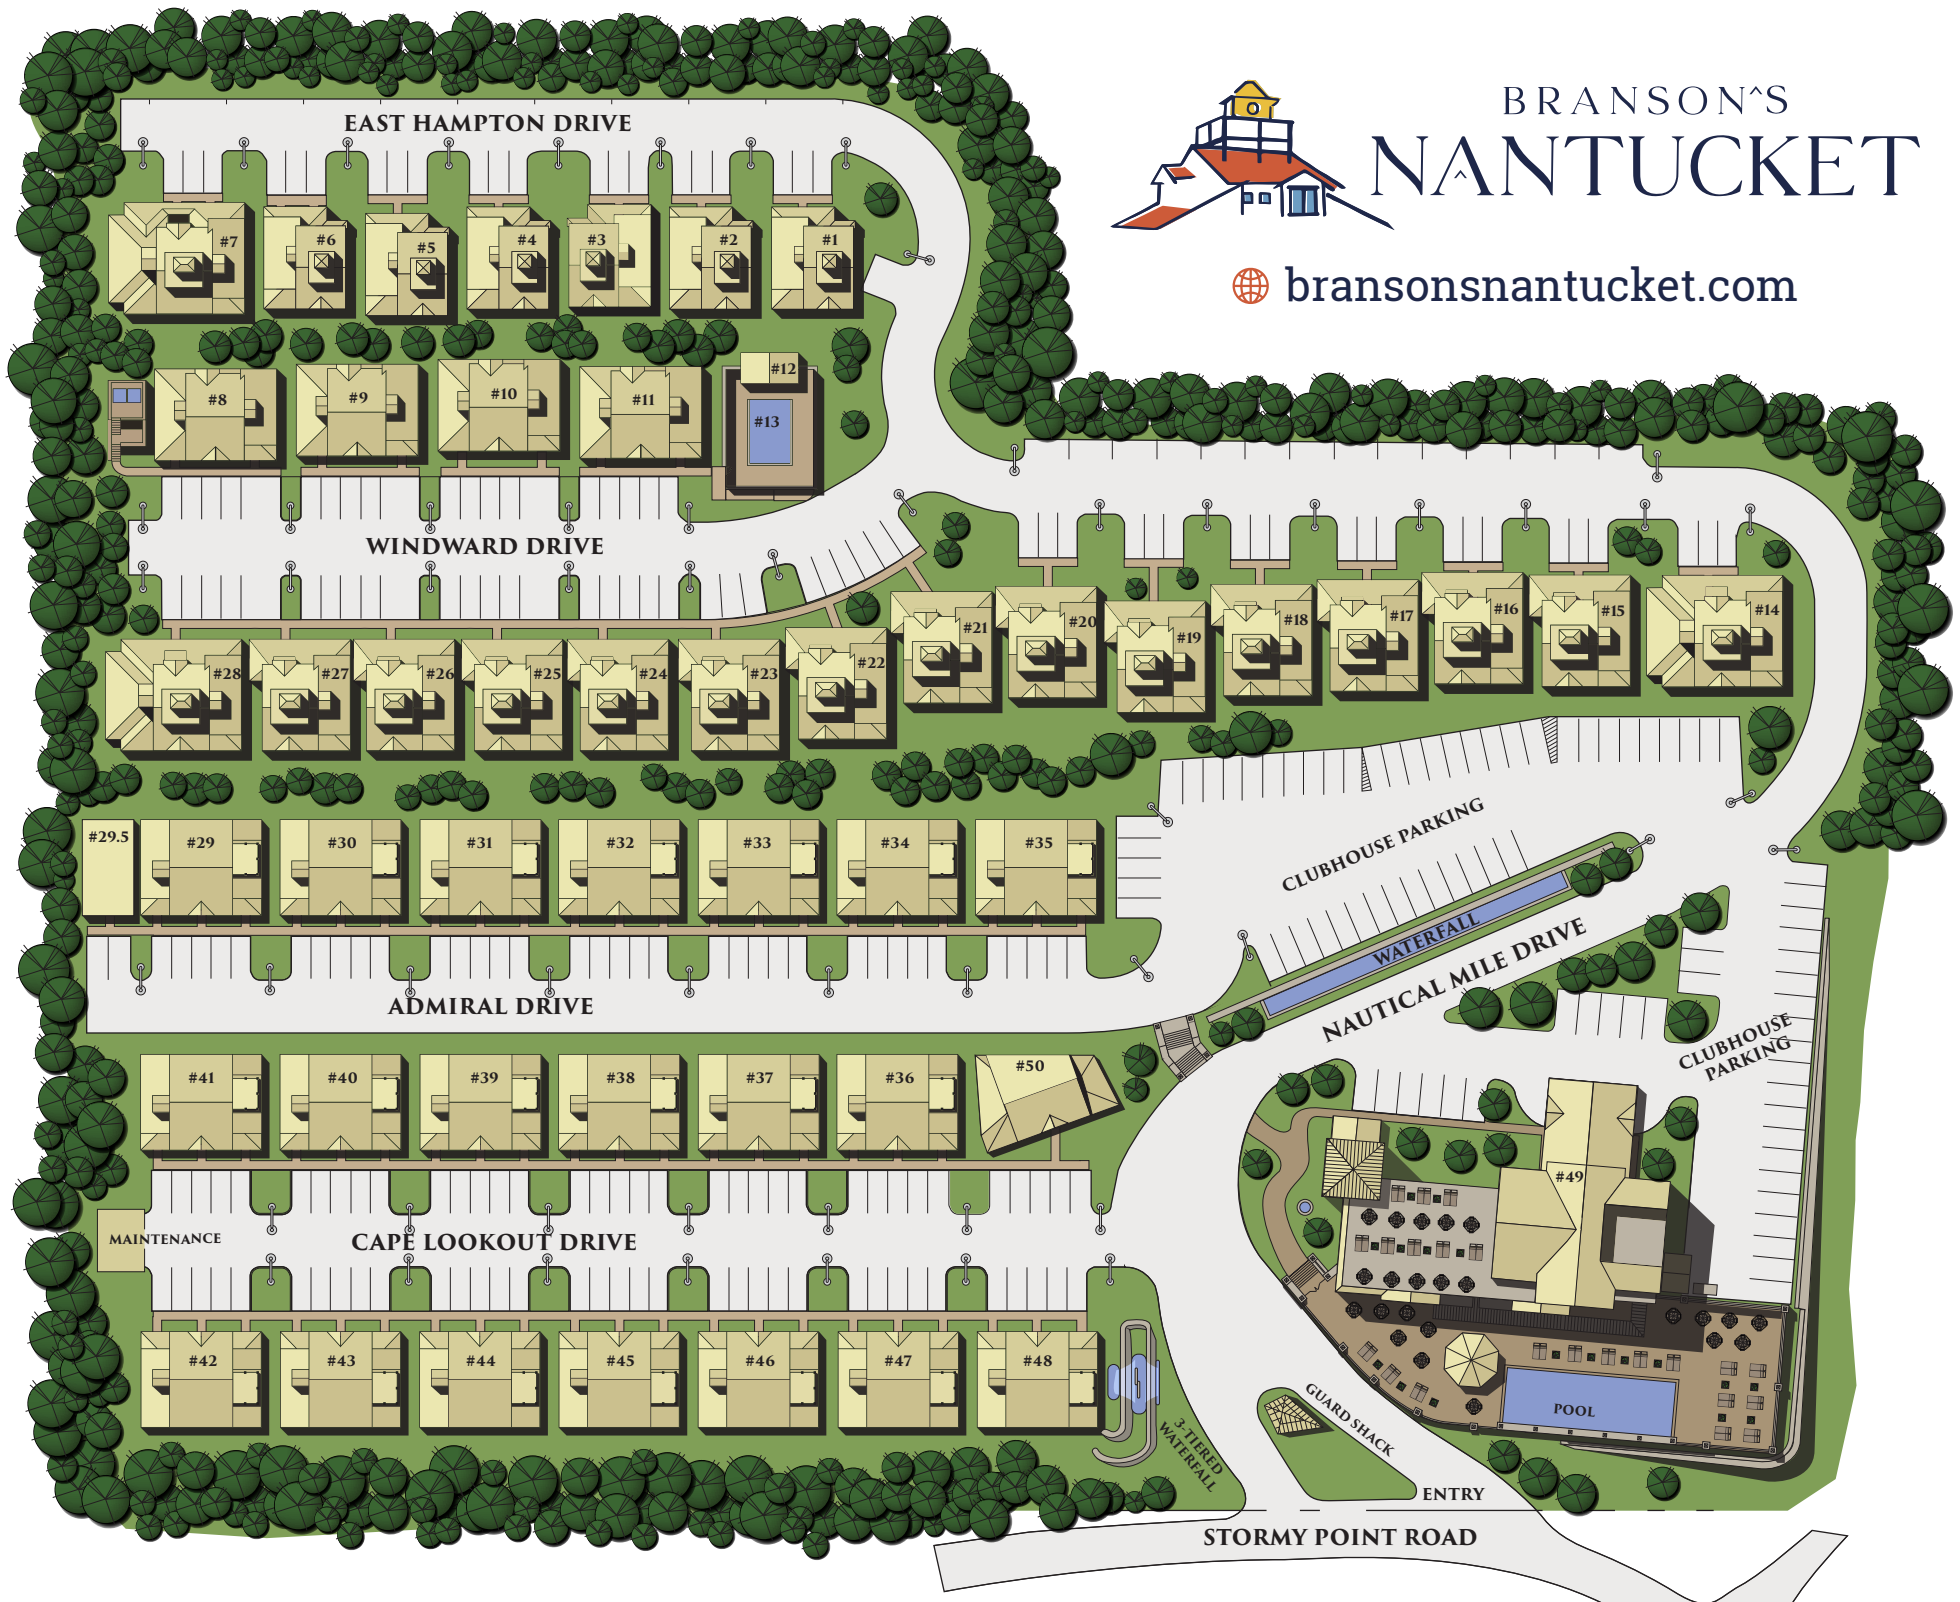 BRANSON^S
NANTUCKET
bransonsnantucket.com
EAST HAMPTON DRIVE
#7
#6
#5
#4
#3
#2
#1
#8
#9
#10
#11
#12
#13
WINDWARD DRIVE
#28
#27
#26
#25
#24
#23
#22
#21
#20
#19
#18
#17
#16
#15
#14
CLUBHOUSE PARKING
WATERFALL
NAUTICAL MILE DRIVE
#29.5
#29
#30
#31
#32
#33
#34
#35
ADMIRAL DRIVE
CLUBHOUSE
PARKING
#41
#40
#39
#38
#37
#36
#50
#49
MAINTENANCE
CAPE LOOKOUT DRIVE
#42
#43
#44
#45
#46
#47
#48
3-TIERED
WATERFALL
GUARD SHACK
POOL
ENTRY
STORMY POINT ROAD